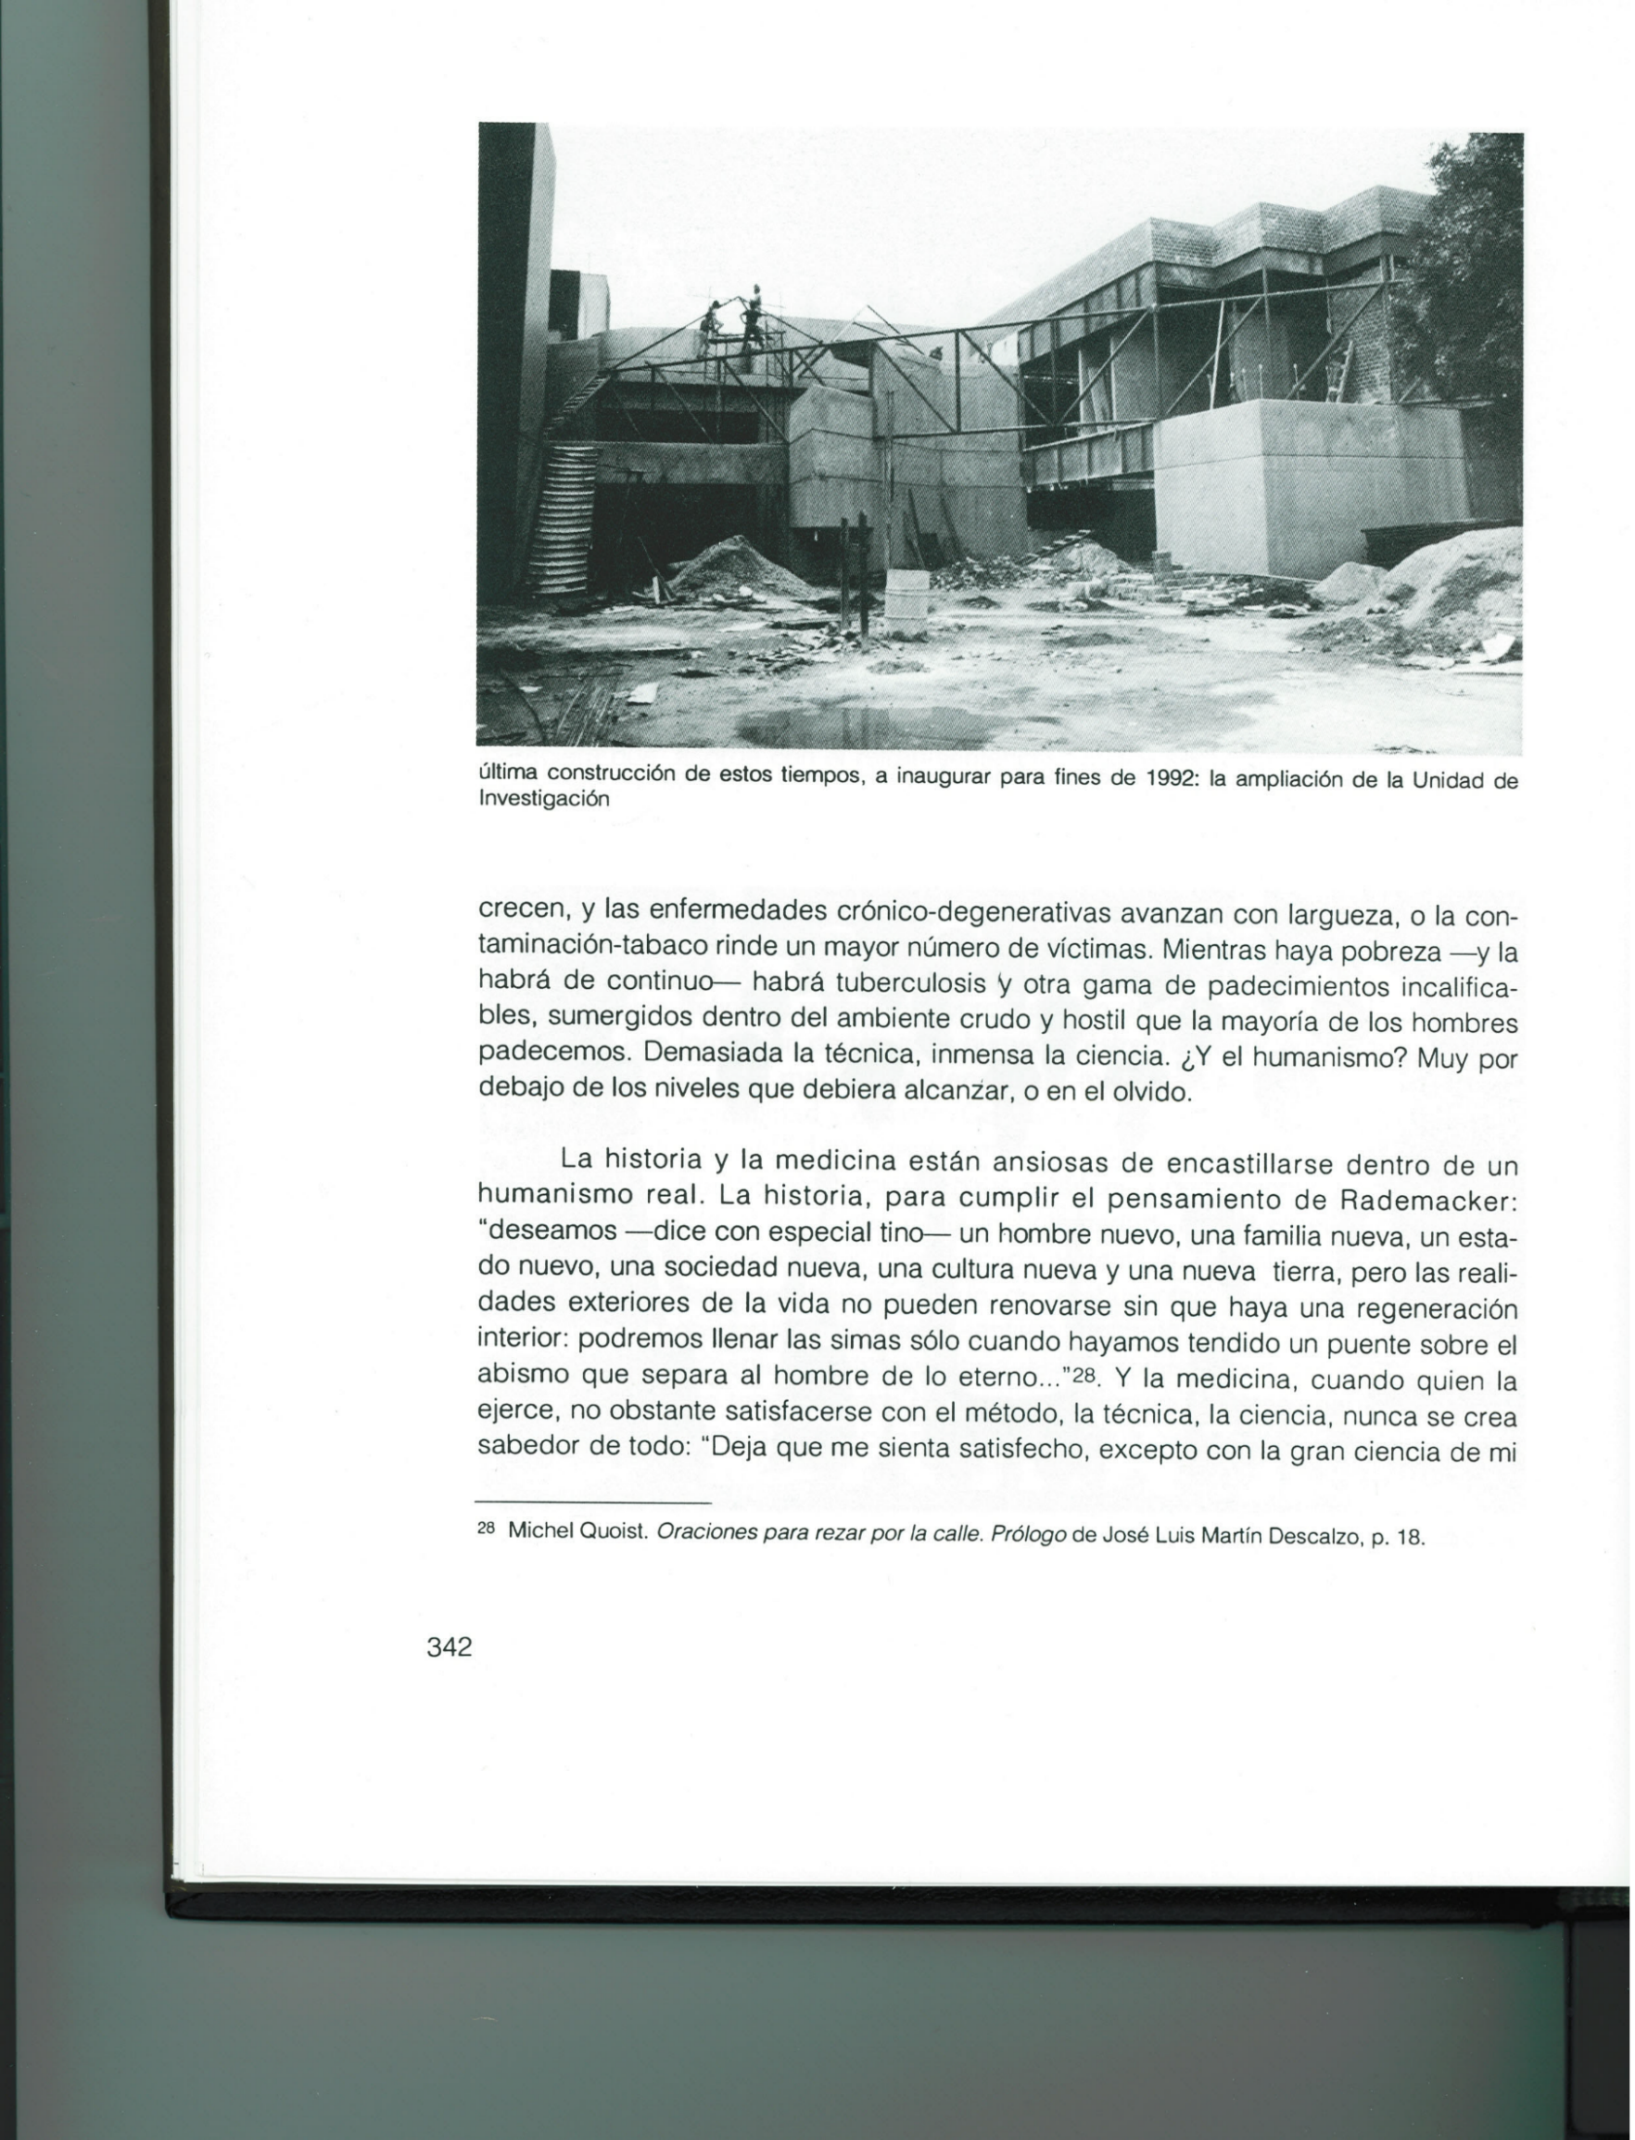 última construcción de estos tiempos, a inaugurar para fines de 1992: la ampliación de la Unidad de
Investigación
crecen, y las enfermedades crónico-degenerativas avanzan con largueza, o la con-
taminación-tabaco rinde un mayor número de víctimas. Mientras haya pobreza —y la
habrá de continuo— habrá tuberculosis y otra gama de padecimientos incalifica-
bles, sumergidos dentro del ambiente crudo y hostil que la mayoría de los hombres
padecemos. Demasiada la técnica, inmensa la ciencia. ¿Y el humanismo? Muy por
debajo de los niveles que debiera alcanzar, o en el olvido.
La historia y la medicina están ansiosas de encastillarse dentro de un
humanismo real. La historia, para cumplir el pensamiento de Rademacker:
“deseamos —dice con especial tino— un hombre nuevo, una familia nueva, un esta-
do nuevo, una sociedad nueva, una cultura nueva y una nueva tierra, pero las reali-
dades exteriores de la vida no pueden renovarse sin que haya una regeneración
interior: podremos llenar las simas sólo cuando hayamos tendido un puente sobre el
abismo que separa al hombre de lo eterno...”28. Y la medicina, cuando quien la
ejerce, no obstante satisfacerse con el método, la técnica, la ciencia, nunca se crea
sabedor de todo: “Deja que me sienta satisfecho, excepto con la gran ciencia de mi
28 Michel Quoist. Oraciones para rezar por la calle. Prólogo de José Luis Martín Descalzo, p. 18.
342